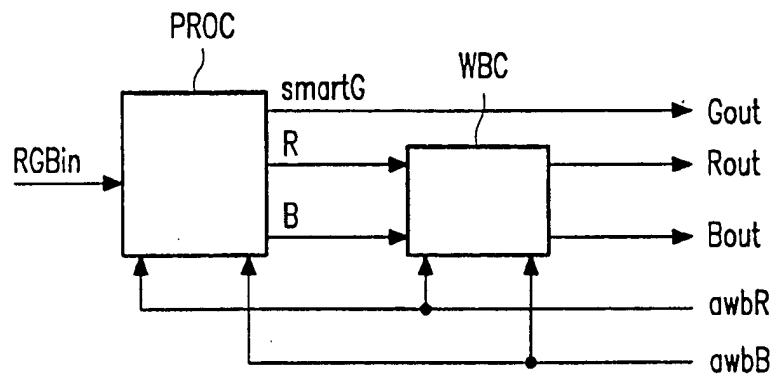 PROC
WBC
smartG
Gout
RGBin
R
Rout
B
Bout
awbR
awbB